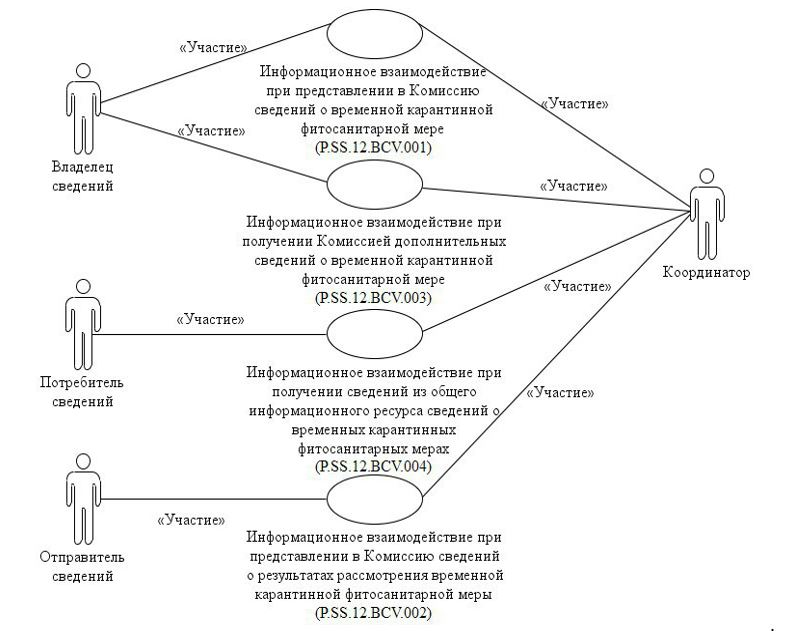 «Участие»
Информационное взаимодействие
при представлении в Комиссию
сведений о временной карантинной
фитосанитарной мере
(P.SS.12.BCV.001)
«Участие»
«Участие»
Владелец
сведений
«Участие»
Информационное взаимодействие при
получении Комиссией дополнительных
сведений о временной карантинной
фитосанитарной мере
(P.SS.12.BCV.003)
Координатор
«Участие»
«Участие»
Потребитель
сведений
Информационное взаимодействие при
получении сведений из общего
информационного ресурса сведений о
временных карантинных
фитосанитарных мерах
(P.SS.12.BCV.004)
«Участие»
«Участие»
Отправитель
сведений
Информационное взаимодействие при
представлении в Комиссию сведений
о результатах рассмотрения временной
карантинной фитосанитарной меры
(P.SS.12.BCV.002)